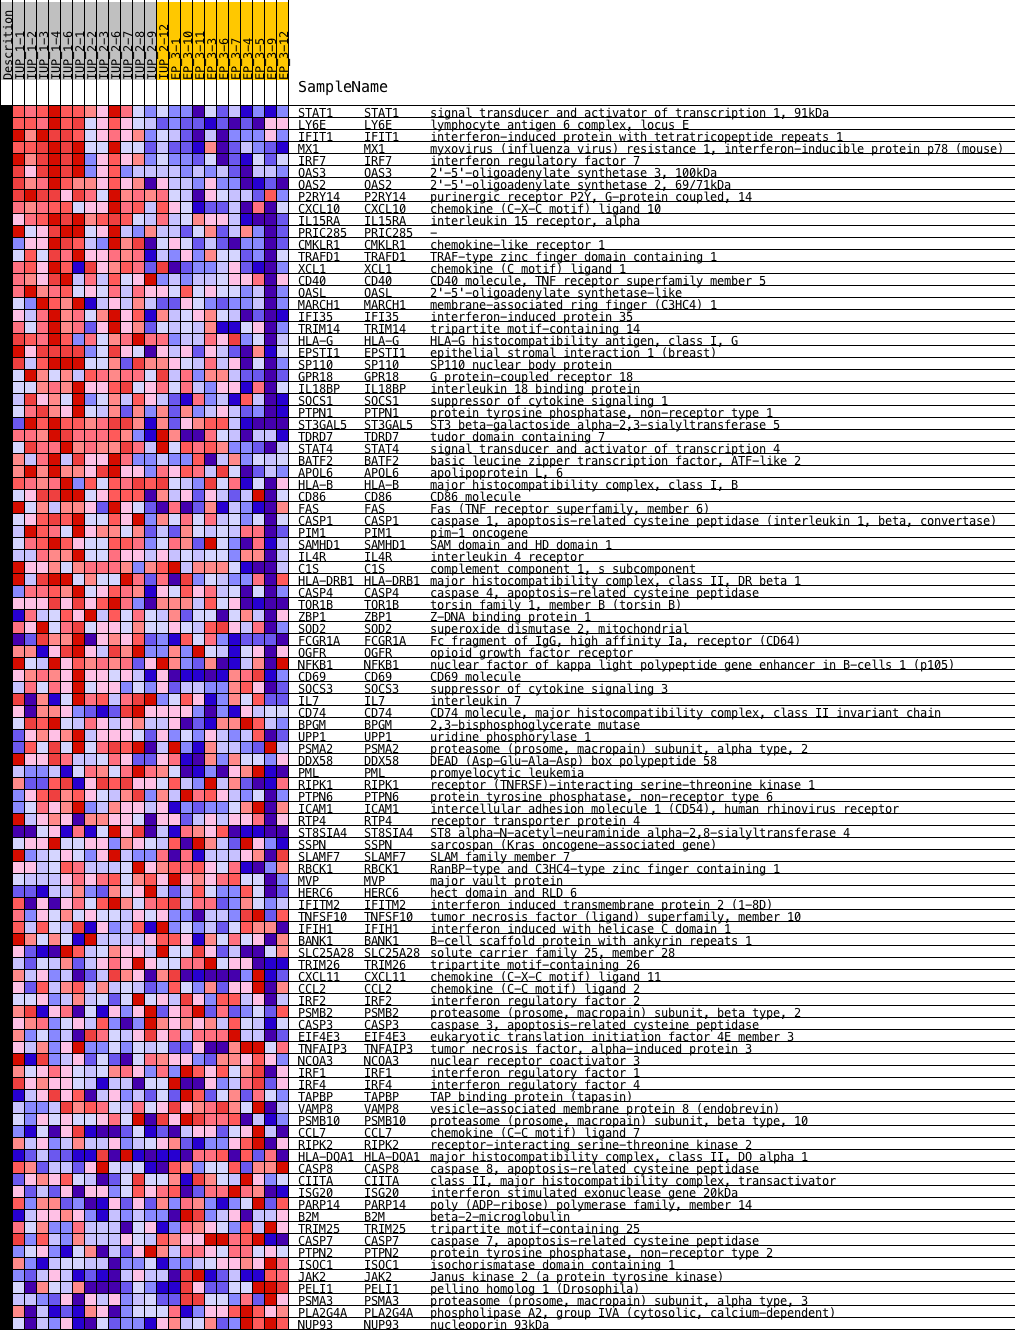 Descrition
IUP_1-1
IUP_1-2
IUP_1-3
IUP_1-4
IUP_1-6
IUP_2-1
IUP_2-2
IUP_2-3
IUP_2-6
IUP_2-7
IUP_2-8
IUP_2-9
IUP_2-12
EP_3-1
EP_3-10
EP_3-11
EP_3-3
EP_3-6
EP_3-7
EP_3-4
EP_3-5
EP_3-9
EP_3-12
SampleName
STAT1 STAT1 signal transducer and activator of transcription 1, 91kDa
LY6E LY6E lymphocyte antigen 6 complex, locus E
IFIT1 IFIT1 interferon-induced protein with tetratricopeptide repeats 1
MX1 MX1 myxovirus (influenza virus) resistance 1, interferon-inducible protein p78 (mouse)
IRF7 IRF7 interferon regulatory factor 7
OAS3 OAS3 2'-5'-oligoadenylate synthetase 3, 100kDa
OAS2 OAS2 2'-5'-oligoadenylate synthetase 2, 69/71kDa
P2RY14 P2RY14 purinergic receptor P2Y, G-protein coupled, 14
CXCL10 CXCL10 chemokine (C-X-C motif) ligand 10
IL15RA IL15RA interleukin 15 receptor, alpha
PRIC285 PRIC285 -
CMKLR1 CMKLR1 chemokine-like receptor 1
TRAFD1 TRAFD1 TRAF-type zinc finger domain containing 1
XCL1 XCL1 chemokine (C motif) ligand 1
CD40 CD40 CD40 molecule, TNF receptor superfamily member 5
OASL OASL 2'-5'-oligoadenylate synthetase-like
MARCH1 MARCH1 membrane-associated ring finger (C3HC4) 1
IFI35 IFI35 interferon-induced protein 35
TRIM14 TRIM14 tripartite motif-containing 14
HLA-G HLA-G HLA-G histocompatibility antigen, class I, G
EPSTI1 EPSTI1 epithelial stromal interaction 1 (breast)
SP110 SP110 SP110 nuclear body protein
GPR18 GPR18 G protein-coupled receptor 18
IL18BP IL18BP interleukin 18 binding protein
SOCS1 SOCS1 suppressor of cytokine signaling 1
PTPN1 PTPN1 protein tyrosine phosphatase, non-receptor type 1
ST3GAL5 ST3GAL5 ST3 beta-galactoside alpha-2,3-sialyltransferase 5
TDRD7 TDRD7 tudor domain containing 7
STAT4 STAT4 signal transducer and activator of transcription 4
BATF2 BATF2 basic leucine zipper transcription factor, ATF-like 2
APOL6 APOL6 apolipoprotein L, 6
HLA-B HLA-B major histocompatibility complex, class I, B
CD86 CD86 CD86 molecule
FAS FAS Fas (TNF receptor superfamily, member 6)
CASP1 CASP1 caspase 1, apoptosis-related cysteine peptidase (interleukin 1, beta, convertase)
PIM1 PIM1 pim-1 oncogene
SAMHD1 SAMHD1 SAM domain and HD domain 1
IL4R IL4R interleukin 4 receptor
C1S C1S complement component 1, s subcomponent
HLA-DRB1 HLA-DRB1 major histocompatibility complex, class II, DR beta 1
CASP4 CASP4 caspase 4, apoptosis-related cysteine peptidase
TOR1B TOR1B torsin family 1, member B (torsin B)
ZBP1 ZBP1 Z-DNA binding protein 1
SOD2 SOD2 superoxide dismutase 2, mitochondrial
FCGR1A FCGR1A Fc fragment of IgG, high affinity Ia, receptor (CD64)
OGFR OGFR opioid growth factor receptor
NFKB1 NFKB1 nuclear factor of kappa light polypeptide gene enhancer in B-cells 1 (p105)
CD69 CD69 CD69 molecule
SOCS3 SOCS3 suppressor of cytokine signaling 3
IL7 IL7 interleukin 7
CD74 CD74 CD74 molecule, major histocompatibility complex, class II invariant chain
BPGM BPGM 2,3-bisphosphoglycerate mutase
UPP1 UPP1 uridine phosphorylase 1
PSMA2 PSMA2 proteasome (prosome, macropain) subunit, alpha type, 2
DDX58 DDX58 DEAD (Asp-Glu-Ala-Asp) box polypeptide 58
PML PML promyelocytic leukemia
RIPK1 RIPK1 receptor (TNFRSF)-interacting serine-threonine kinase 1
PTPN6 PTPN6 protein tyrosine phosphatase, non-receptor type 6
ICAM1 ICAM1 intercellular adhesion molecule 1 (CD54), human rhinovirus receptor
RTP4 RTP4 receptor transporter protein 4
ST8SIA4 ST8SIA4 ST8 alpha-N-acetyl-neuraminide alpha-2,8-sialyltransferase 4
SSPN SSPN sarcospan (Kras oncogene-associated gene)
SLAMF7 SLAMF7 SLAM family member 7
RBCK1 RBCK1 RanBP-type and C3HC4-type zinc finger containing 1
MVP MVP major vault protein
HERC6 HERC6 hect domain and RLD 6
IFITM2 IFITM2 interferon induced transmembrane protein 2 (1-8D)
TNFSF10 TNFSF10 tumor necrosis factor (ligand) superfamily, member 10
IFIH1 IFIH1 interferon induced with helicase C domain 1
BANK1 BANK1 B-cell scaffold protein with ankyrin repeats 1
SLC25A28 SLC25A28 solute carrier family 25, member 28
TRIM26 TRIM26 tripartite motif-containing 26
CXCL11 CXCL11 chemokine (C-X-C motif) ligand 11
CCL2 CCL2 chemokine (C-C motif) ligand 2
IRF2 IRF2 interferon regulatory factor 2
PSMB2 PSMB2 proteasome (prosome, macropain) subunit, beta type, 2
CASP3 CASP3 caspase 3, apoptosis-related cysteine peptidase
EIF4E3 EIF4E3 eukaryotic translation initiation factor 4E member 3
TNFAIP3 TNFAIP3 tumor necrosis factor, alpha-induced protein 3
NCOA3 NCOA3 nuclear receptor coactivator 3
IRF1 IRF1 interferon regulatory factor 1
IRF4 IRF4 interferon regulatory factor 4
TAPBP TAPBP TAP binding protein (tapasin)
VAMP8 VAMP8 vesicle-associated membrane protein 8 (endobrevin)
PSMB10 PSMB10 proteasome (prosome, macropain) subunit, beta type, 10
CCL7 CCL7 chemokine (C-C motif) ligand 7
RIPK2 RIPK2 receptor-interacting serine-threonine kinase 2
HLA-DQA1 HLA-DQA1 major histocompatibility complex, class II, DQ alpha 1
CASP8 CASP8 caspase 8, apoptosis-related cysteine peptidase
CIITA CIITA class II, major histocompatibility complex, transactivator
ISG20 ISG20 interferon stimulated exonuclease gene 20kDa
PARP14 PARP14 poly (ADP-ribose) polymerase family, member 14
B2M B2M beta-2-microglobulin
TRIM25 TRIM25 tripartite motif-containing 25
CASP7 CASP7 caspase 7, apoptosis-related cysteine peptidase
PTPN2 PTPN2 protein tyrosine phosphatase, non-receptor type 2
ISOC1 ISOC1 isochorismatase domain containing 1
JAK2 JAK2 Janus kinase 2 (a protein tyrosine kinase)
PELI1 PELI1 pellino homolog 1 (Drosophila)
PSMA3 PSMA3 proteasome (prosome, macropain) subunit, alpha type, 3
PLA2G4A PLA2G4A phospholipase A2, group IVA (cytosolic, calcium-dependent)
NUP93 NUP93 nucleoporin 93kDa